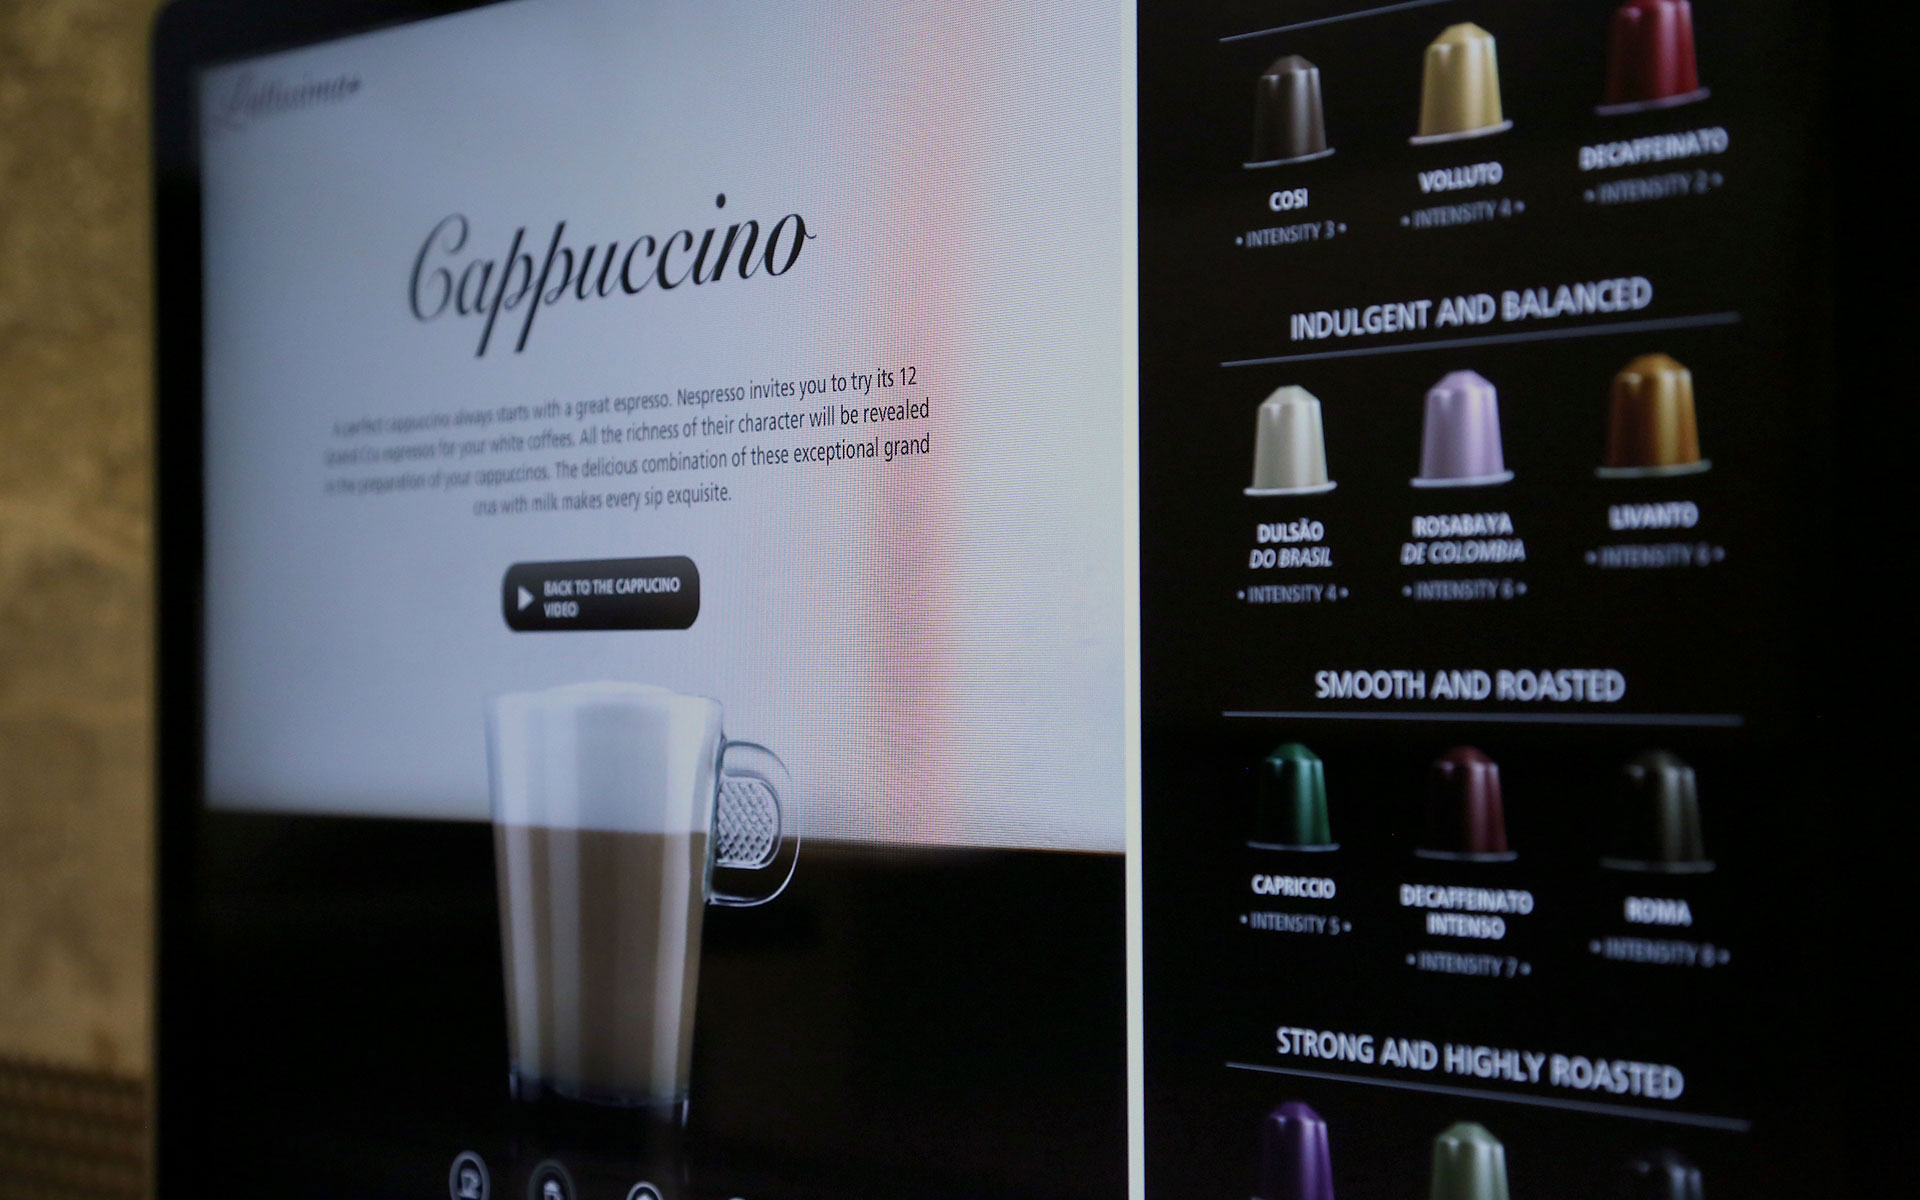 Lattissima+
Cappuccino
A perfect cappuccino always starts with a great espresso. Nespresso invites you to try its 12
Grand Cru espressos for your white coffees. All the richness of their character will be revealed
in the preparation of your cappuccinos. The delicious combination of these exceptional grand
crus with milk makes every sip exquisite.
BACK TO THE CAPPUCINO
VIDEO
COSI
• INTENSITY 3 •
VOLLUTO
• INTENSITY 4 •
DECAFFEINATO
• INTENSITY 2 •
INDULGENT AND BALANCED
DULSÃO
DO BRASIL
• INTENSITY 4 •
ROSABAYA
DE COLOMBIA
• INTENSITY 6 •
LIVANTO
• INTENSITY 6 •
SMOOTH AND ROASTED
CAPRICCIO
• INTENSITY 5 •
DECAFFEINATO
INTENSO
• INTENSITY 7 •
ROMA
• INTENSITY 8 •
STRONG AND HIGHLY ROASTED